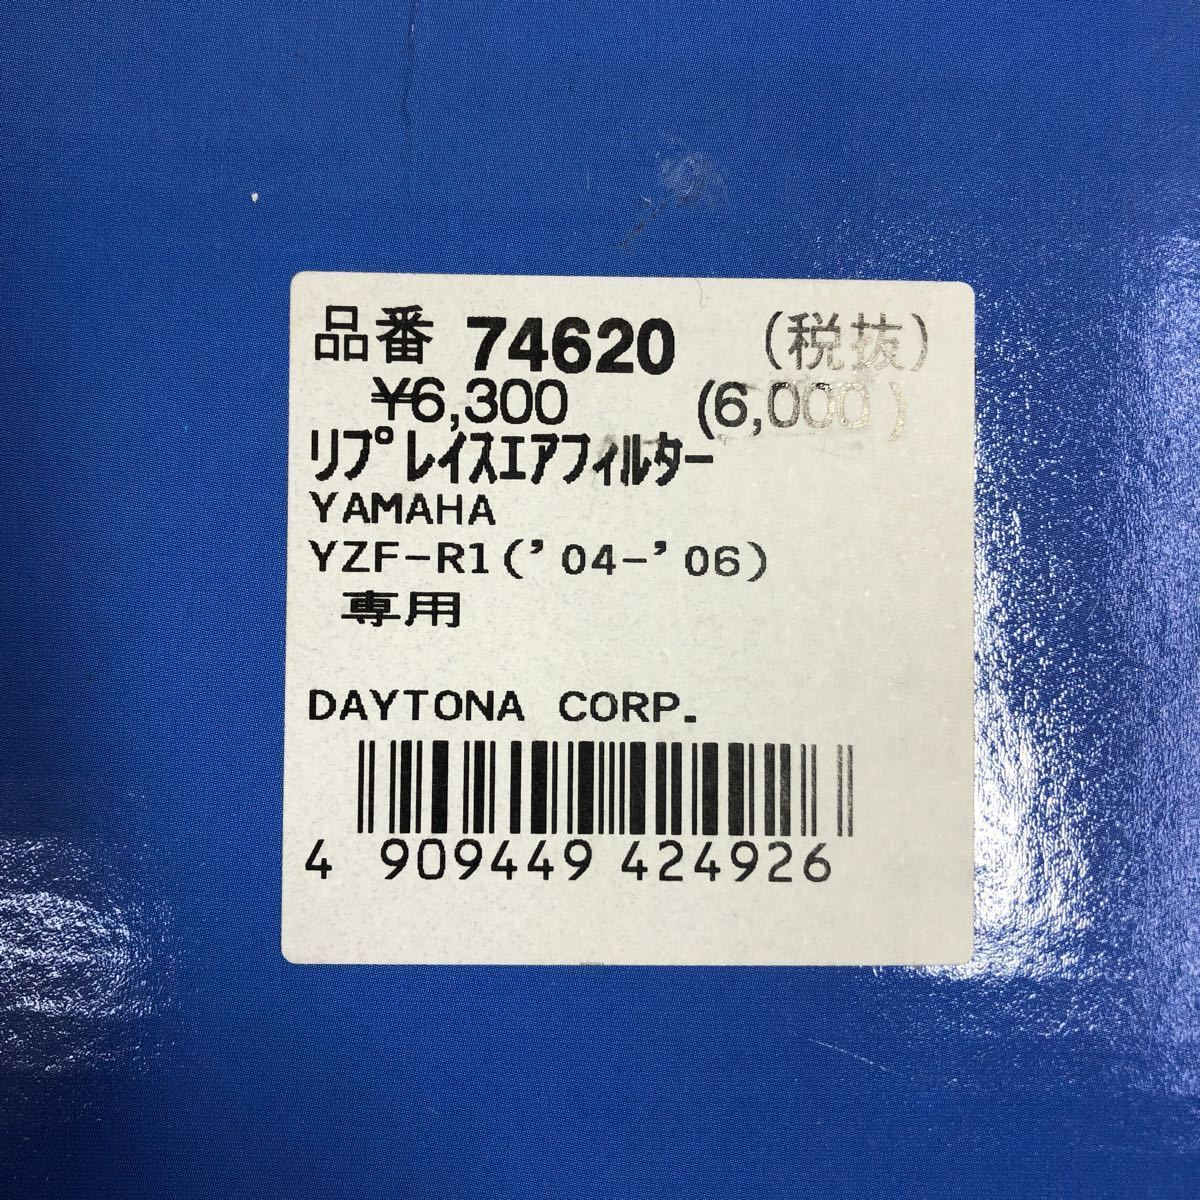 品番 74620 (税抜)
¥6,300 (6,000)
ﾘﾌﾟﾚｲｽｴｱﾌｨﾙﾀｰ
YAMAHA
YZF-R1('04-'06)
専用
DAYTONA CORP.
4 909449 424926